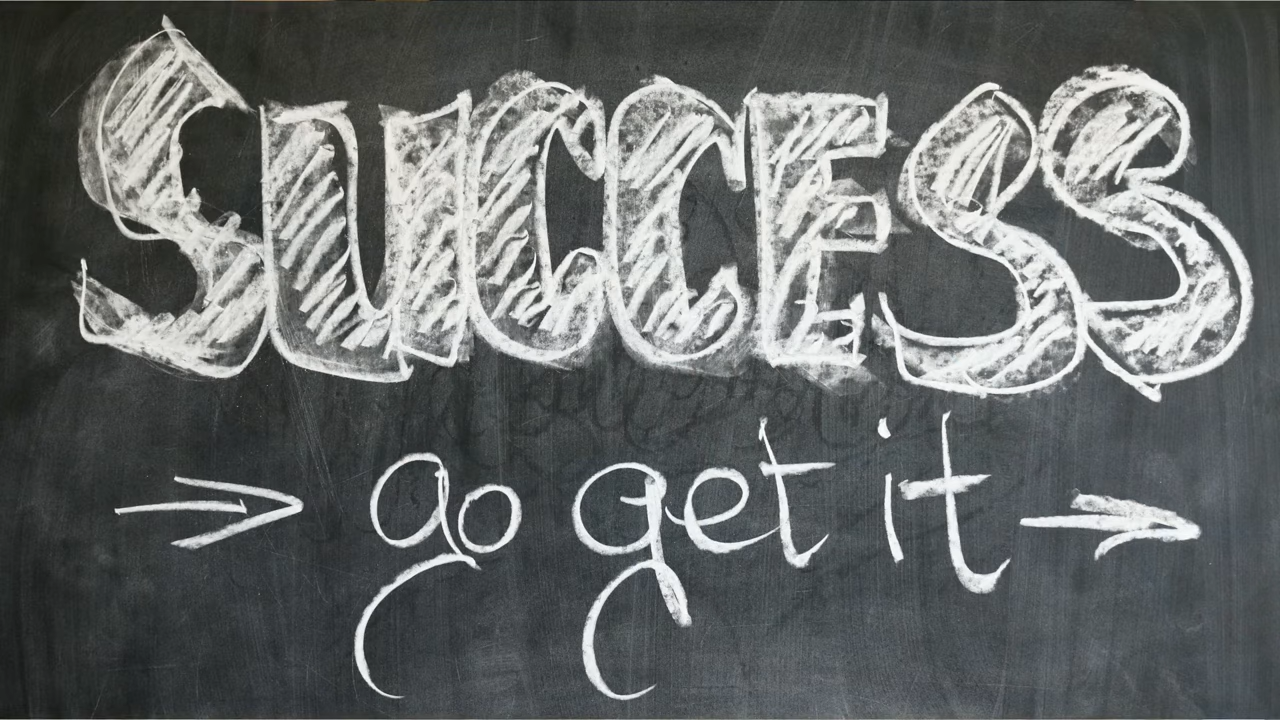 SUCCESS
→ go get it →